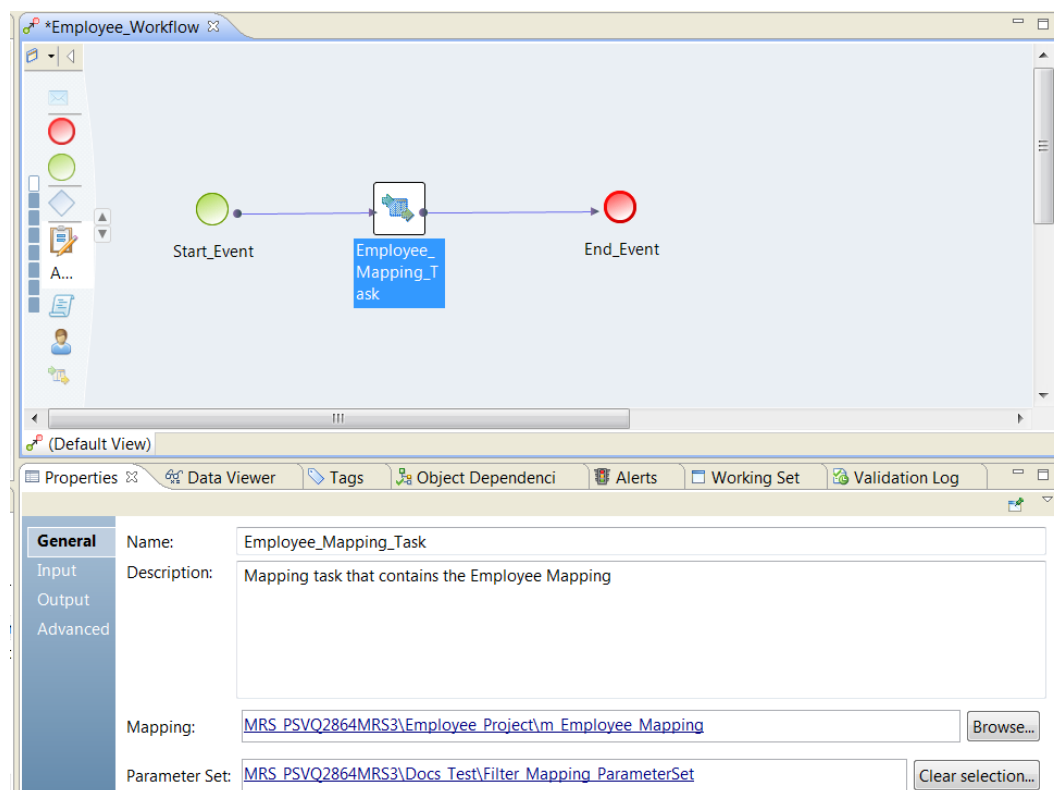 *Employee_Workflow
A...
Start_Event
Employee_
Mapping_T
ask
End_Event
(Default View)
Properties Data Viewer Tags Object Dependenci Alerts Working Set Validation Log
General Name: Employee_Mapping_Task
Input Description: Mapping task that contains the Employee Mapping
Output
Advanced
Mapping: MRS_PSVQ2864MRS3\Employee_Project\m_Employee_Mapping Browse...
Parameter Set: MRS_PSVQ2864MRS3\Docs_Test\Filter_Mapping_ParameterSet Clear selection...